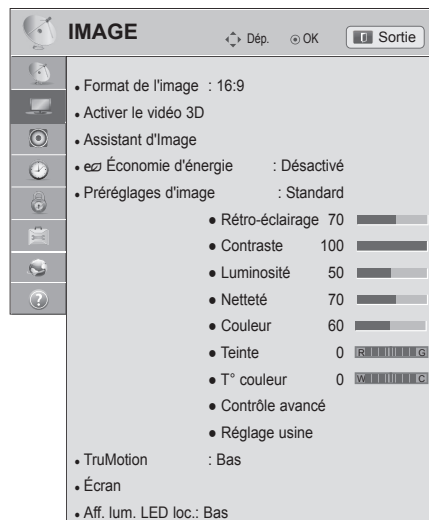 IMAGE Dép. OK Sortie
• Format de l'image : 16:9
• Activer le vidéo 3D
• Assistant d'Image
• Économie d'énergie : Désactivé
• Préréglages d'image : Standard
● Rétro-éclairage 70
● Contraste 100
● Luminosité 50
● Netteté 70
● Couleur 60
● Teinte 0 R G
● T° couleur 0 W C
● Contrôle avancé
● Réglage usine
• TruMotion : Bas
• Écran
• Aff. lum. LED loc.: Bas